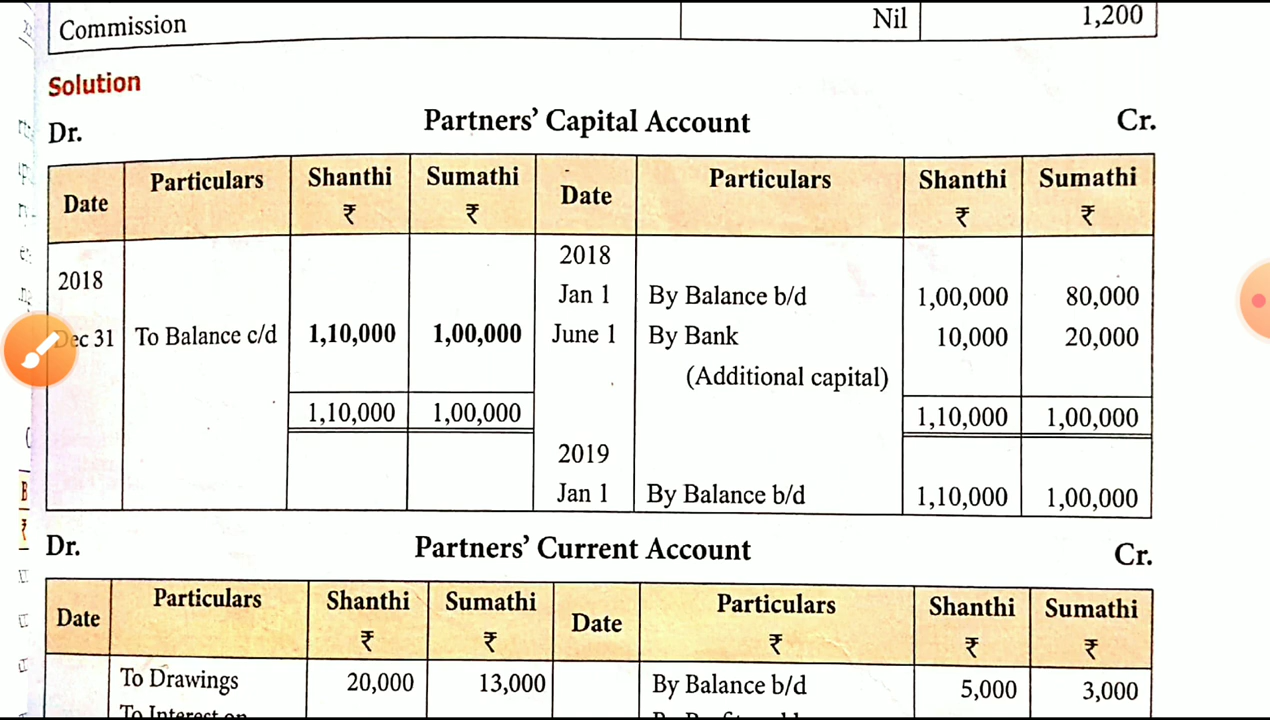 Commission Nil 1,200
Solution
Partners' Capital Account
Dr. Cr.
Date Particulars Shanthi ₹ Sumathi ₹ Date Particulars Shanthi ₹ Sumathi ₹
2018 2018
Jan 1 By Balance b/d 1,00,000 80,000
Dec 31 To Balance c/d 1,10,000 1,00,000 June 1 By Bank 10,000 20,000
(Additional capital)
1,10,000 1,00,000 1,10,000 1,00,000
2019
Jan 1 By Balance b/d 1,10,000 1,00,000
Dr. Partners' Current Account Cr.
Date Particulars Shanthi ₹ Sumathi ₹ Date Particulars ₹ Shanthi ₹ Sumathi ₹
To Drawings 20,000 13,000 By Balance b/d 5,000 3,000
To Interest on